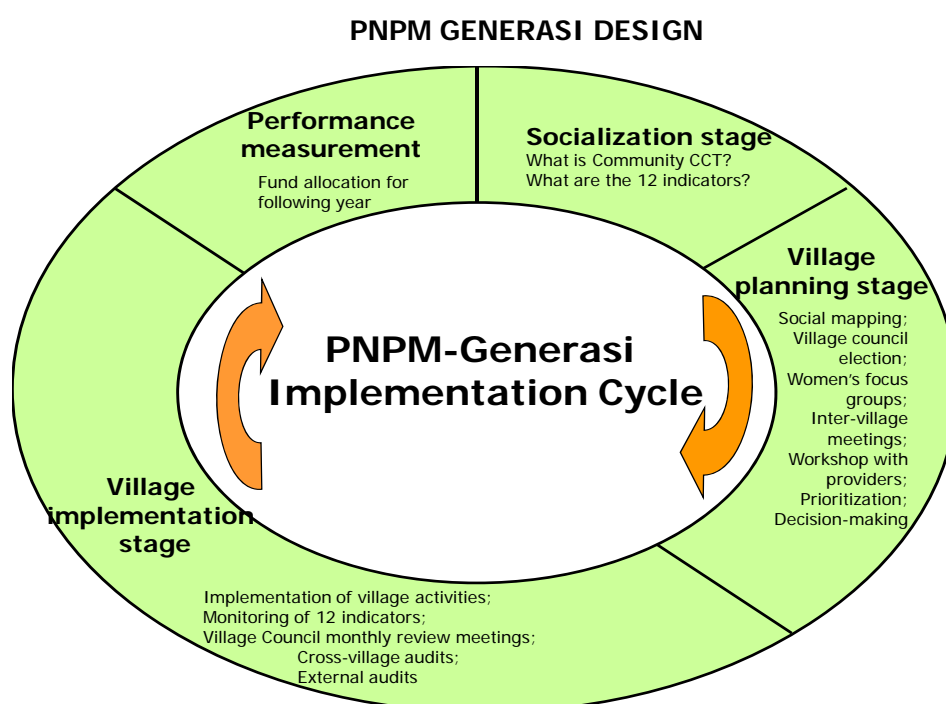 PNPM GENERASI DESIGN
Performance
measurement
Fund allocation for
following year
Socialization stage
What is Community CCT?
What are the 12 indicators?
Village
planning stage
Social mapping;
Village council
election;
Women's focus
groups;
Inter-village
meetings;
Workshop with
providers;
Prioritization;
Decision-making
PNPM-Generasi
Implementation Cycle
Village
implementation
stage
Implementation of village activities;
Monitoring of 12 indicators;
Village Council monthly review meetings;
Cross-village audits;
External audits